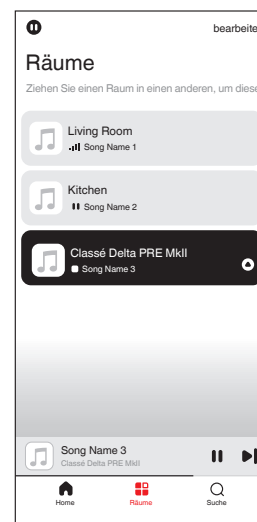 bearbeite
Räume
Ziehen Sie einen Raum in einen anderen, um diese
Living Room
Song Name 1
Kitchen
Song Name 2
Classé Delta PRE MkII
Song Name 3
Song Name 3
Classé Delta PRE MkII
Home
Räume
Suche